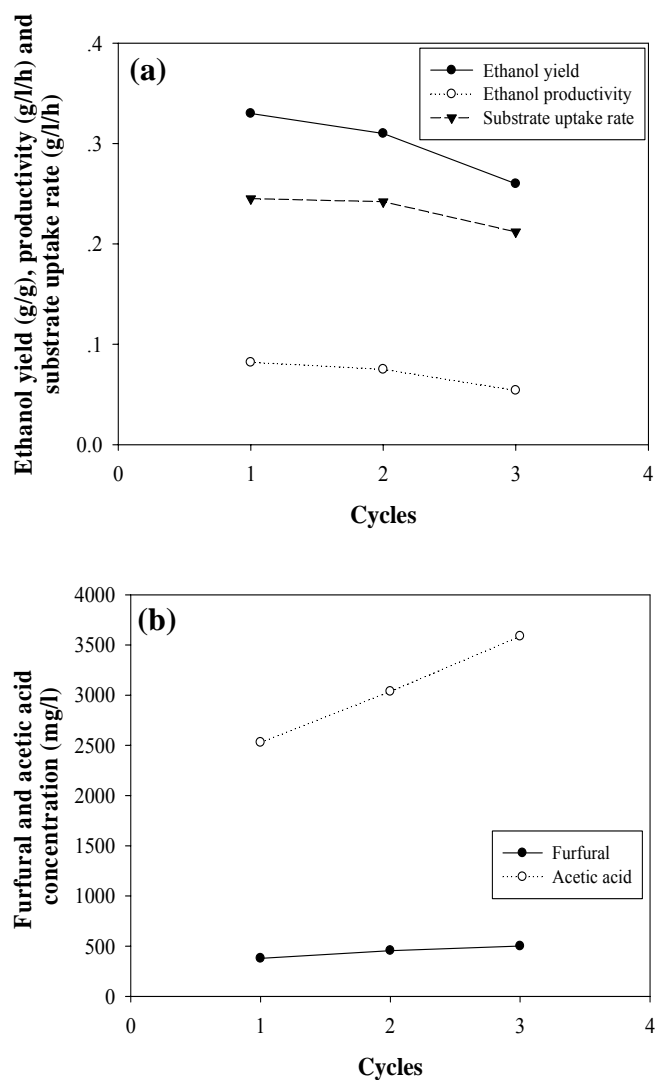 Ethanol yield (g/g), productivity (g/l/h) and
substrate uptake rate (g/l/h)
.4
.3
.2
.1
0.0
(a)
Ethanol yield
Ethanol productivity
Substrate uptake rate
0
1
2
3
4
Cycles
Furfural and acetic acid
concentration (mg/l)
4000
3500
3000
2500
2000
1500
1000
500
0
(b)
Furfural
Acetic acid
0
1
2
3
4
Cycles